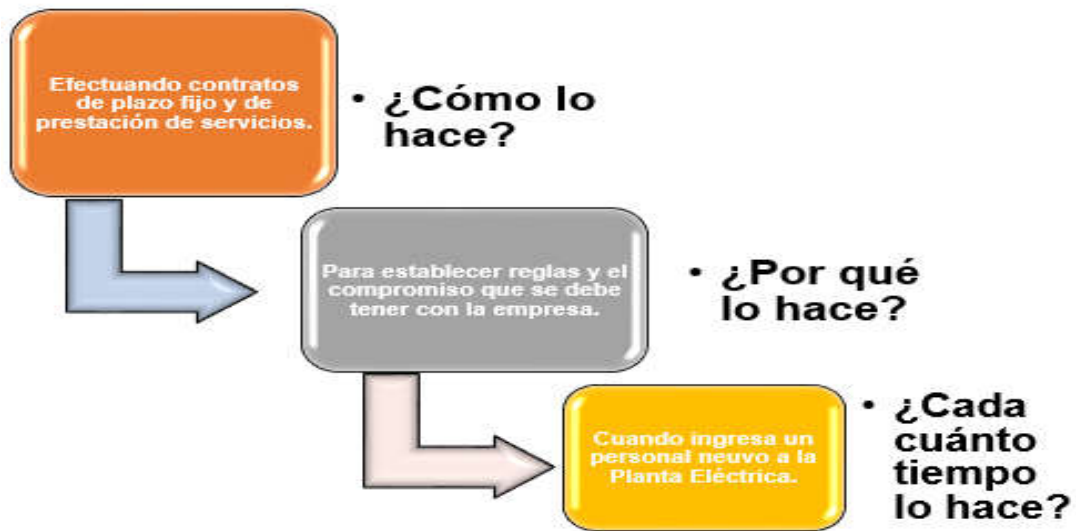 Efectuando contratos
de plazo fijo y de
prestación de servicios.
• ¿Cómo lo
hace?
Para establecer reglas y el
compromiso que se debe
tener con la empresa.
• ¿Por qué
lo hace?
Cuando ingresa un
personal neuvo a la
Planta Eléctrica.
• ¿Cada
cuánto
tiempo
lo hace?